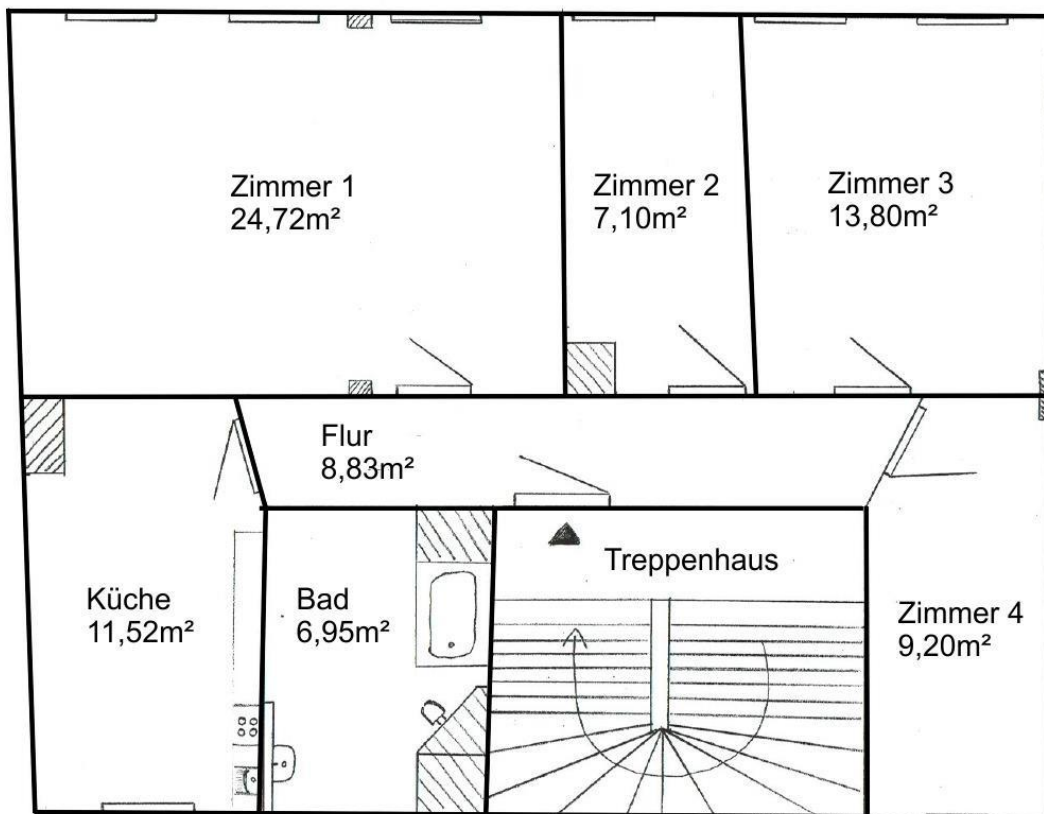 Zimmer 1
24,72m²
Zimmer 2
7,10m²
Zimmer 3
13,80m²
Flur
8,83m²
Treppenhaus
Küche
11,52m²
Bad
6,95m²
Zimmer 4
9,20m²